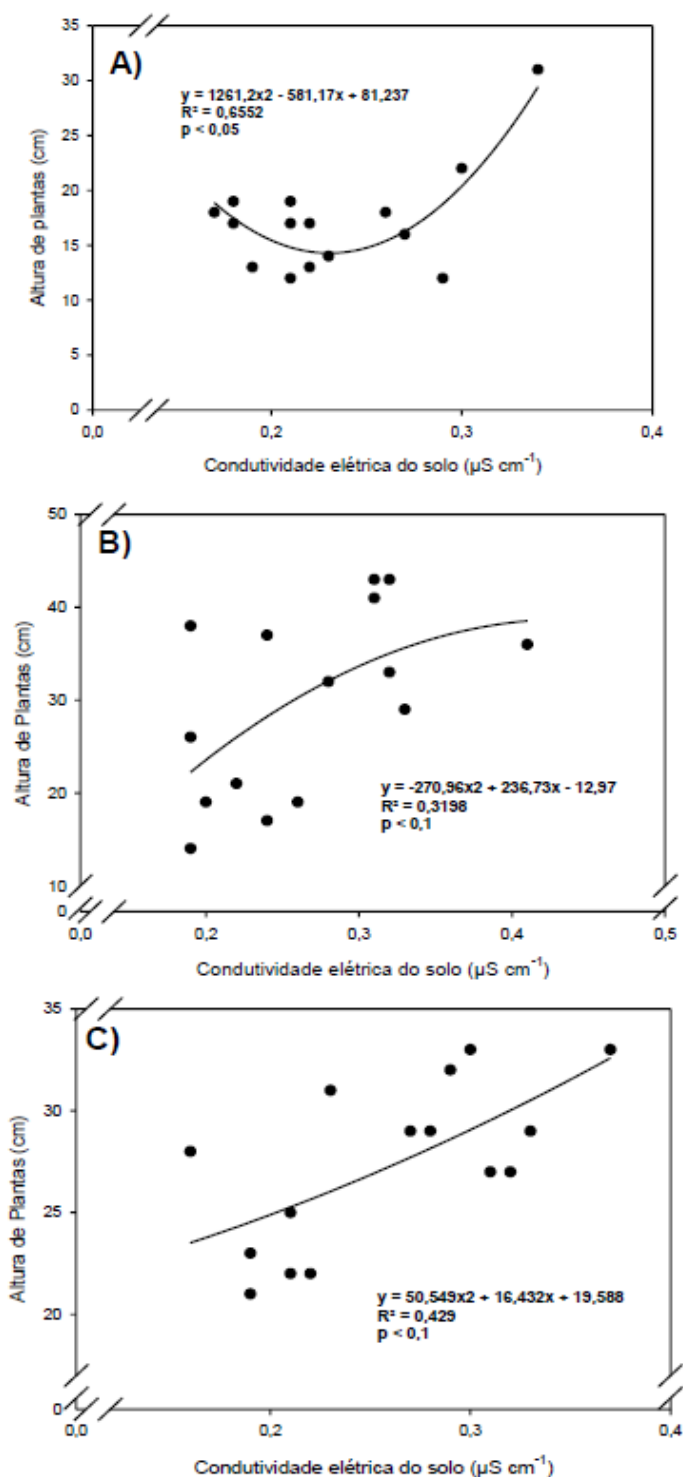 35
A)
30
y = 1261,2x2 - 581,17x + 81,237
R² = 0,6552
p < 0,05
25
20
15
10
5
0
Altura de plantas (cm)
0,0 0,2 0,3 0,4
Condutividade elétrica do solo (µS cm⁻¹)
50
B)
40
30
20
y = -270,96x2 + 236,73x - 12,97
R² = 0,3198
p < 0,1
10
0
Altura de Plantas (cm)
0,0 0,2 0,3 0,4 0,5
Condutividade elétrica do solo (µS cm⁻¹)
35
C)
30
25
20
y = 50,549x2 + 16,432x + 19,588
R² = 0,429
p < 0,1
0
Altura de Plantas (cm)
0,0 0,2 0,3 0,4
Condutividade elétrica do solo (µS cm⁻¹)